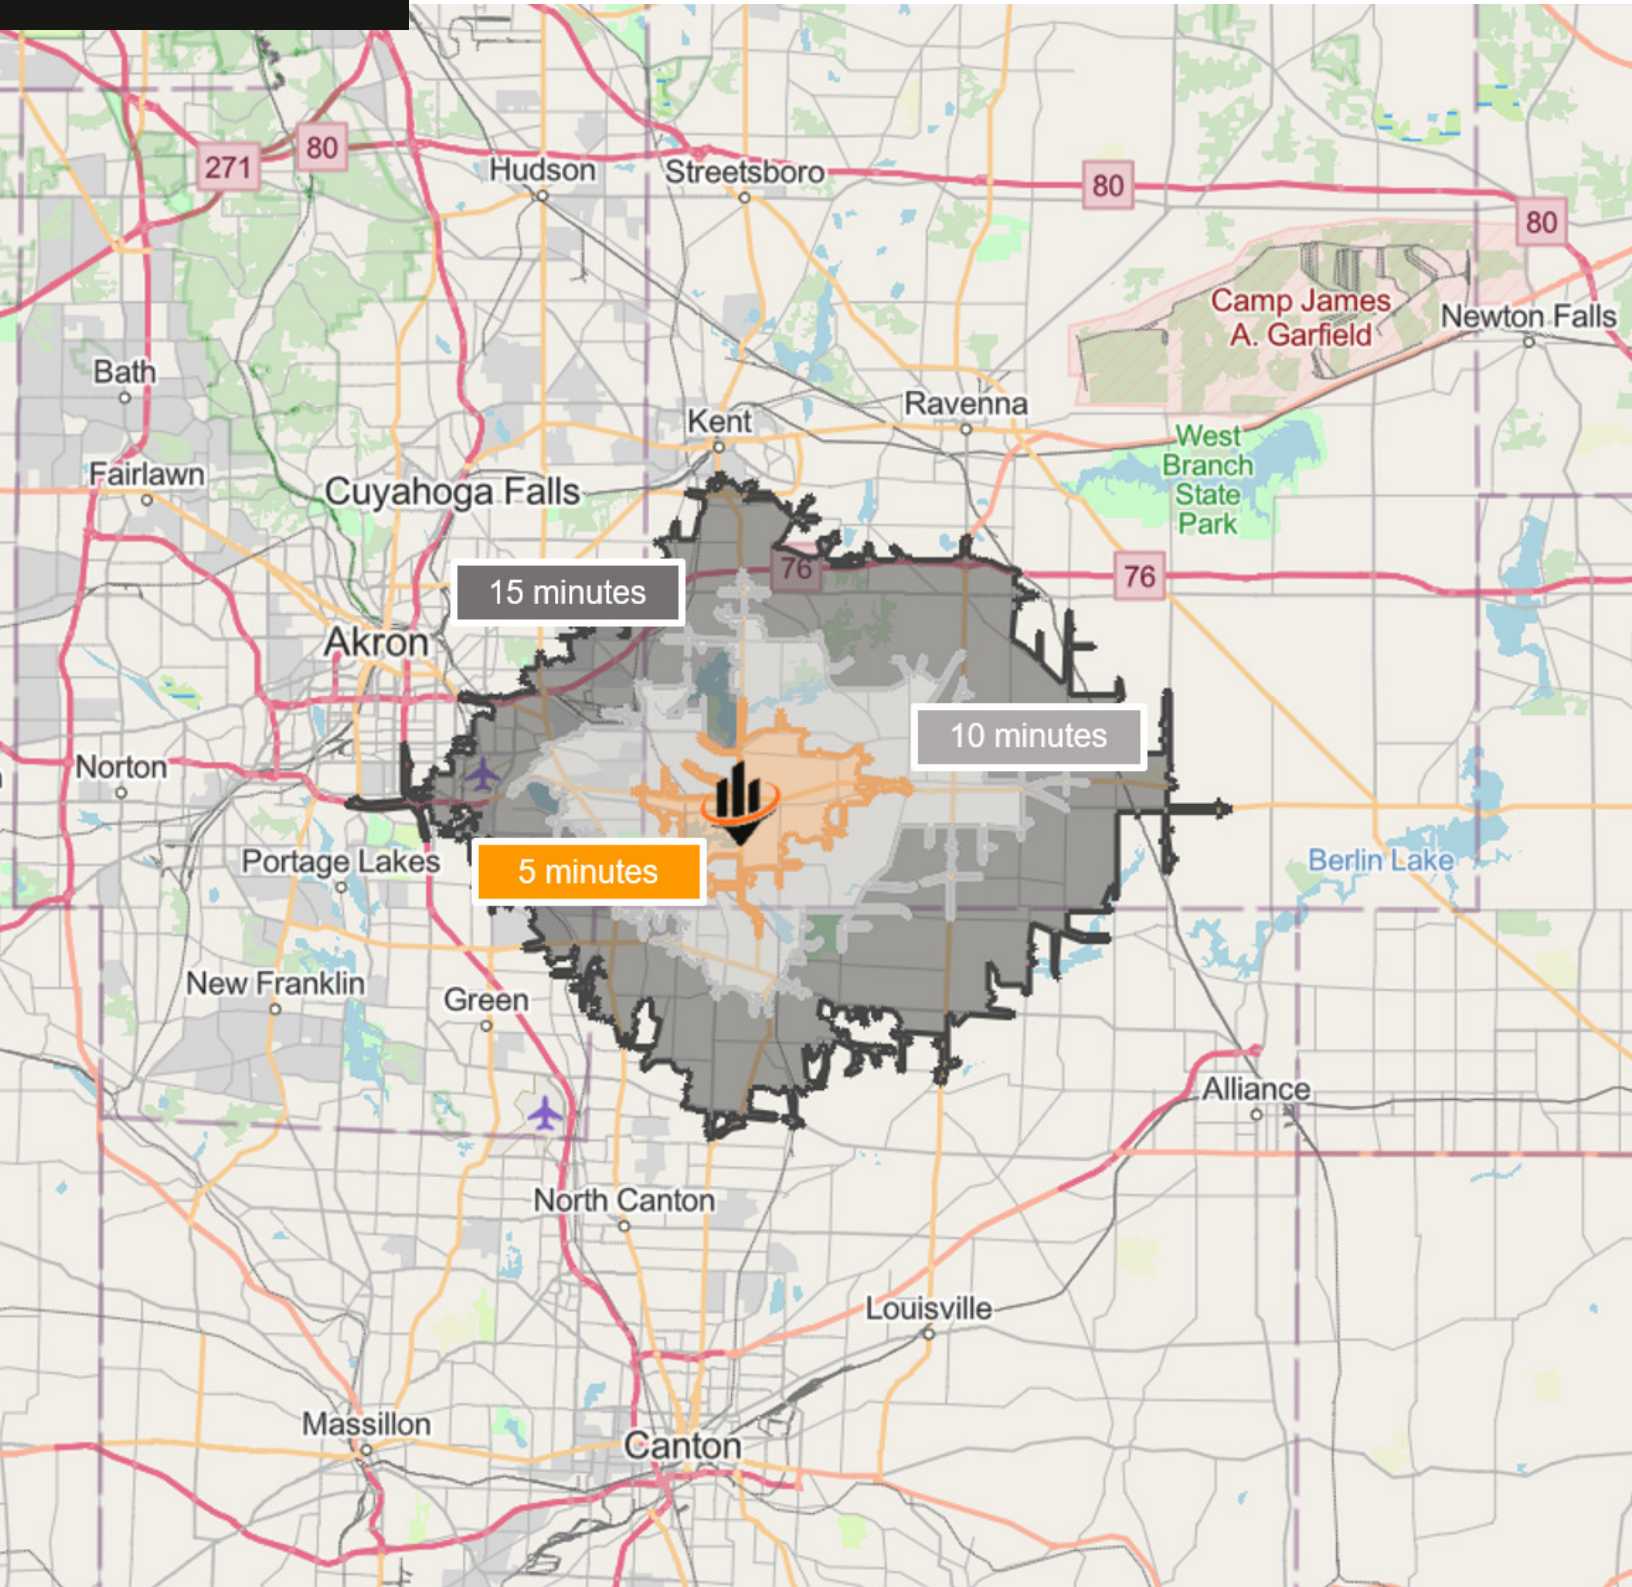 271
80
Hudson
Streetsboro
80
80
Camp James
A. Garfield
Newton Falls
Bath
Kent
Ravenna
West
Branch
State
Park
Fairlawn
Cuyahoga Falls
76
76
15 minutes
Akron
10 minutes
Norton
Portage Lakes
5 minutes
Berlin Lake
New Franklin
Green
Alliance
North Canton
Louisville
Massillon
Canton